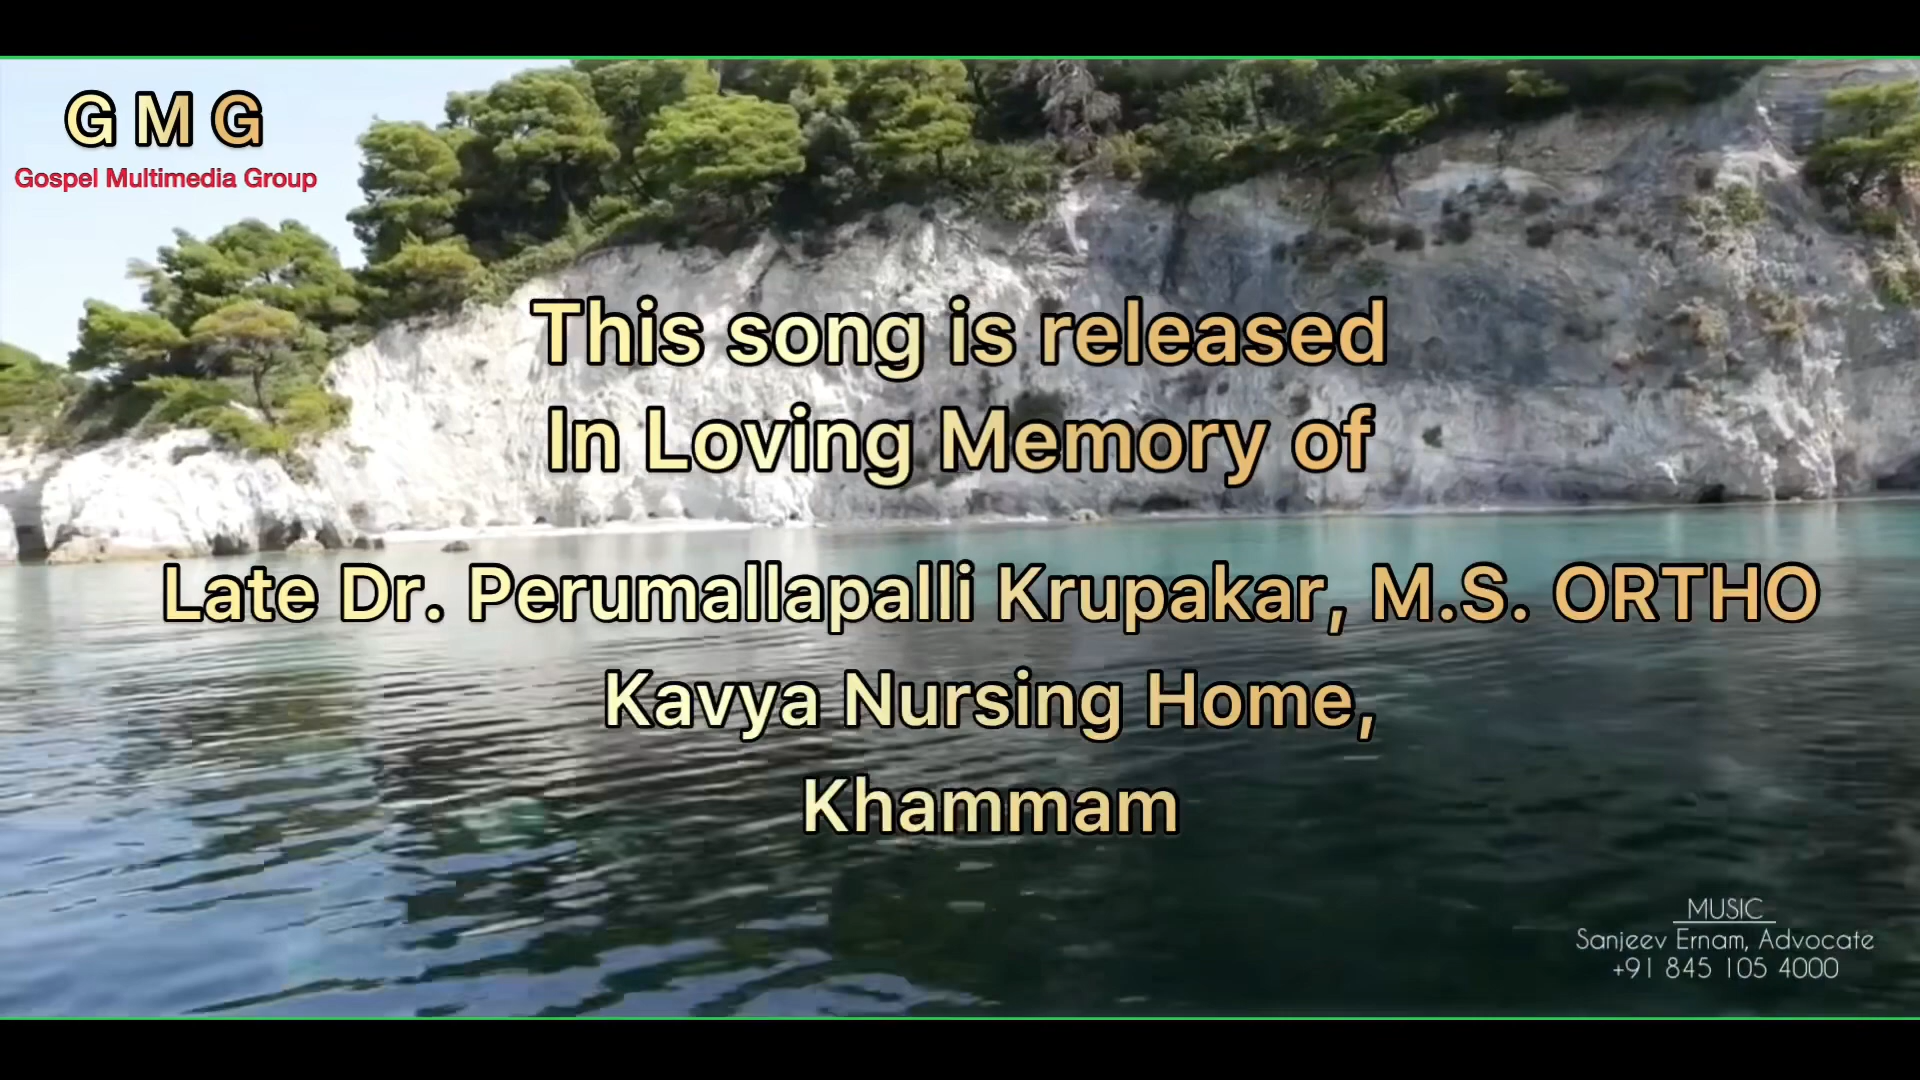 G M G
Gospel Multimedia Group
This song is released
In Loving Memory of
Late Dr. Perumallapalli Krupakar, M.S. ORTHO
Kavya Nursing Home,
Khammam
MUSIC
Sanjeev Ernam, Advocate
+91 845 105 4000